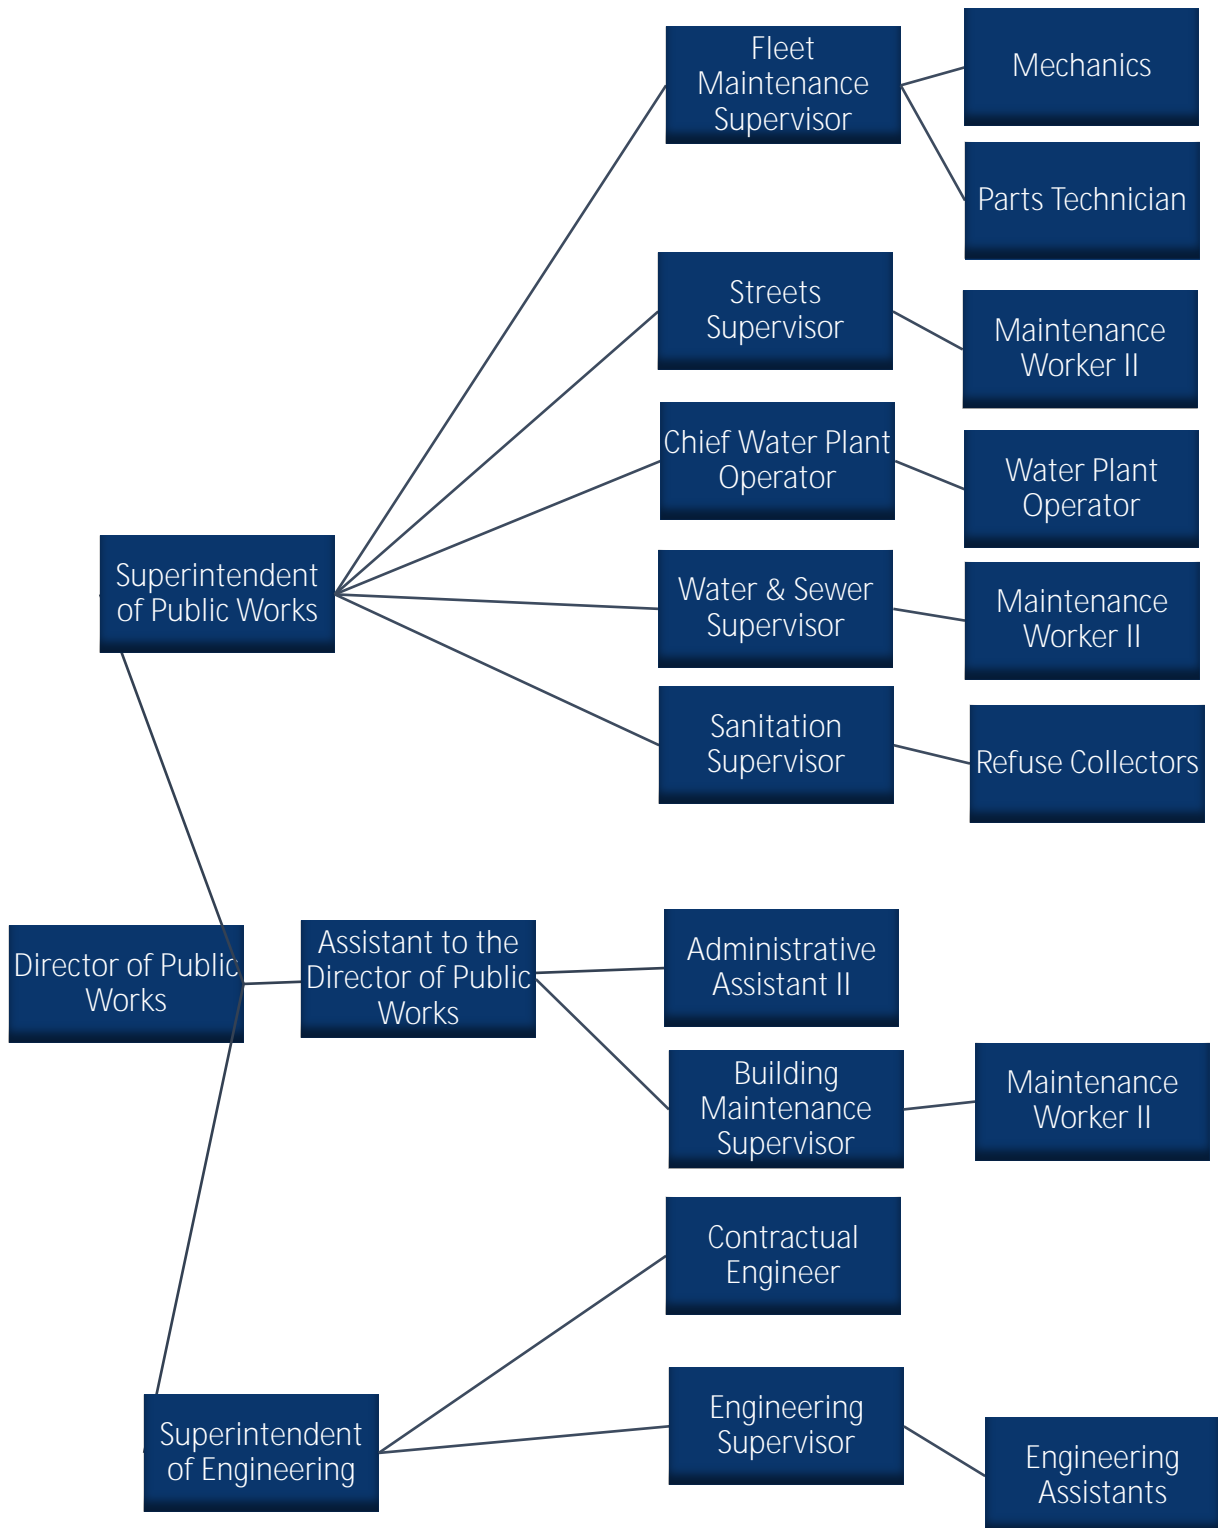 Fleet
Maintenance
Supervisor
Mechanics
Parts Technician
Streets
Supervisor
Maintenance
Worker II
Chief Water Plant
Operator
Water Plant
Operator
Superintendent
of Public Works
Water & Sewer
Supervisor
Maintenance
Worker II
Sanitation
Supervisor
Refuse Collectors
Director of Public
Works
Assistant to the
Director of Public
Works
Administrative
Assistant II
Building
Maintenance
Supervisor
Maintenance
Worker II
Contractual
Engineer
Superintendent
of Engineering
Engineering
Supervisor
Engineering
Assistants